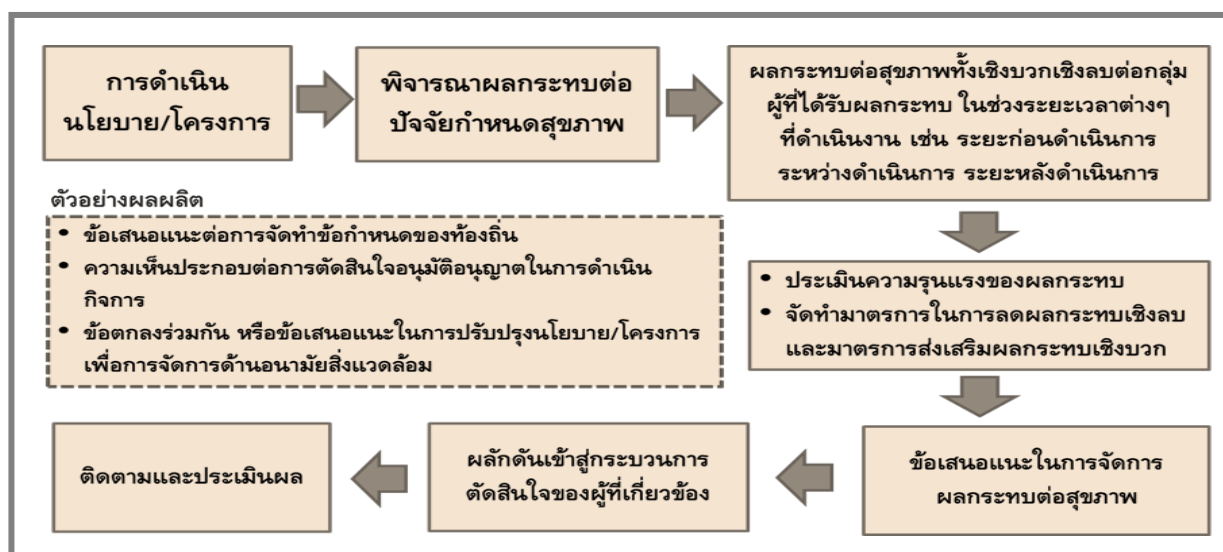 การดำเนิน
นโยบาย/โครงการ
พิจารณาผลกระทบต่อ
ปัจจัยกำหนดสุขภาพ
ผลกระทบต่อสุขภาพทั้งเชิงบวกเชิงลบต่อกลุ่ม
ผู้ที่ได้รับผลกระทบ ในช่วงระยะเวลาต่างๆ
ที่ดำเนินงาน เช่น ระยะก่อนดำเนินการ
ระหว่างดำเนินการ ระยะหลังดำเนินการ
ตัวอย่างผลผลิต
• ข้อเสนอแนะต่อการจัดทำข้อกำหนดของท้องถิ่น
• ความเห็นประกอบต่อการตัดสินใจอนุมัติอนุญาตในการดำเนิน
กิจการ
• ข้อตกลงร่วมกัน หรือข้อเสนอแนะในการปรับปรุงนโยบาย/โครงการ
เพื่อการจัดการด้านอนามัยสิ่งแวดล้อม
• ประเมินความรุนแรงของผลกระทบ
• จัดทำมาตรการในการลดผลกระทบเชิงลบ
และมาตรการส่งเสริมผลกระทบเชิงบวก
ข้อเสนอแนะในการจัดการ
ผลกระทบต่อสุขภาพ
ผลักดันเข้าสู่กระบวนการ
ตัดสินใจของผู้ที่เกี่ยวข้อง
ติดตามและประเมินผล